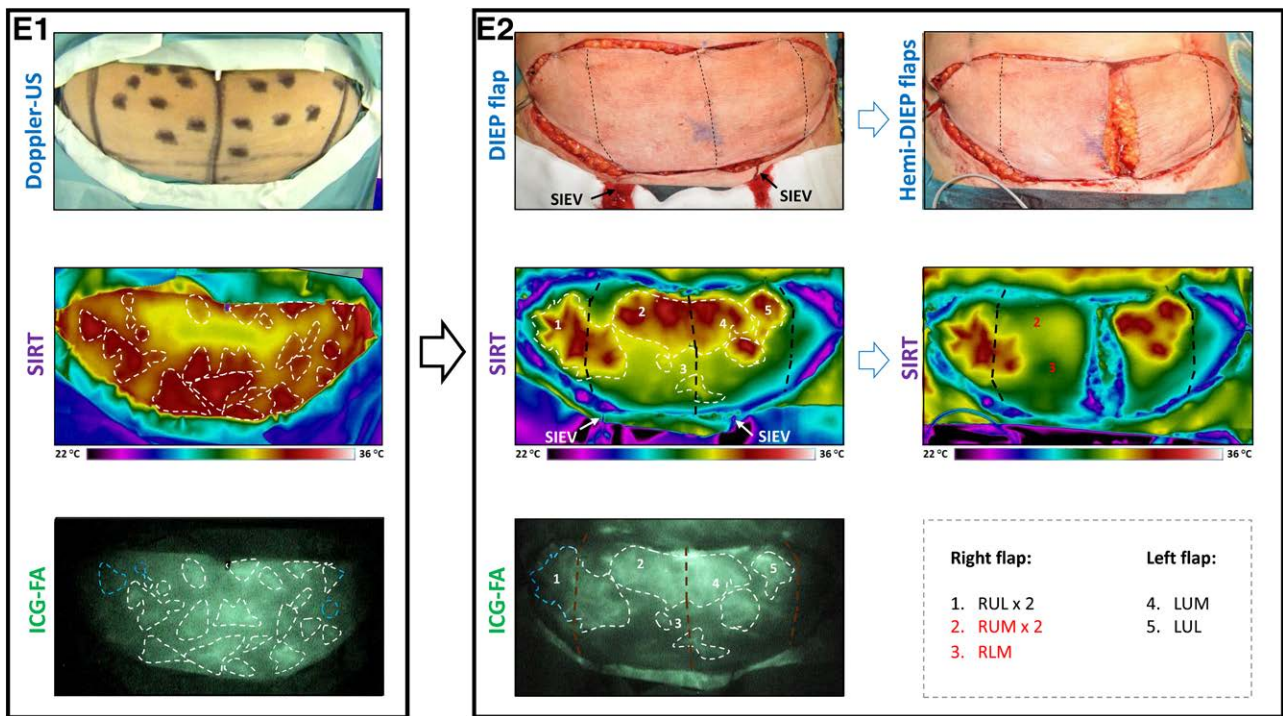 E1
E2
Doppler-US
DIEP flap
Hemi-DIEP flaps
SIEV
SIEV
SIRT
SIRT
SIRT
1
2
3
4
5
2
3
SIEV
SIEV
22 °C
36 °C
22 °C
36 °C
22 °C
36 °C
ICG-FA
ICG-FA
1
2
3
4
5
Right flap:
1. RUL x 2
2. RUM x 2
3. RLM
Left flap:
4. LUM
5. LUL